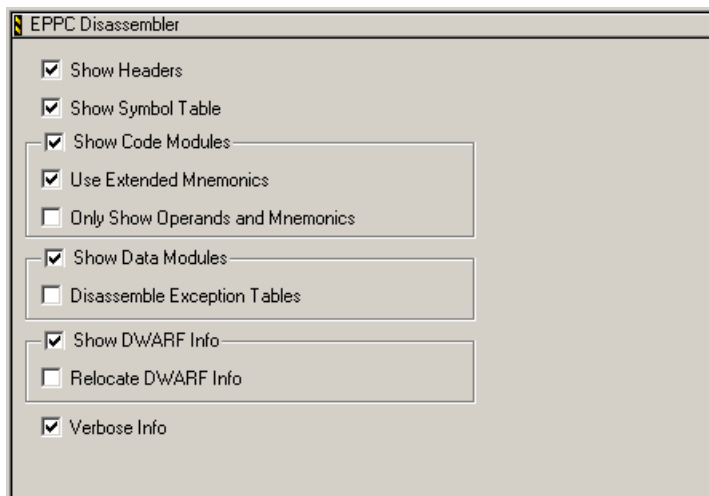 EPPC Disassembler
Show Headers
Show Symbol Table
Show Code Modules
Use Extended Mnemonics
Only Show Operands and Mnemonics
Show Data Modules
Disassemble Exception Tables
Show DWARF Info
Relocate DWARF Info
Verbose Info